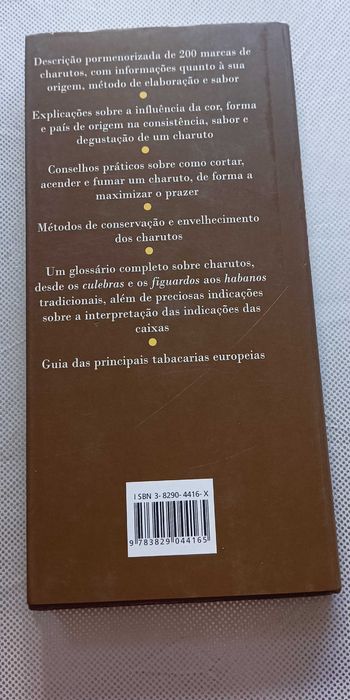 Descrição pormenorizada de 200 marcas de
charutos, com informações quanto à sua
origem, método de elaboração e sabor
Explicações sobre a influência da cor, forma
e país de origem na consistência, sabor e
degustação de um charuto
Conselhos práticos sobre como cortar,
acender e fumar um charuto, de forma a
maximizar o prazer
Métodos de conservação e envelhecimento
dos charutos
Um glossário completo sobre charutos,
desde os culebras e os figuardos aos habanos
tradicionais, além de preciosas indicações
sobre a interpretação das indicações das
caixas
Guia das principais tabacarias europeias
ISBN 3-8290-4416-X
9 783829 044165